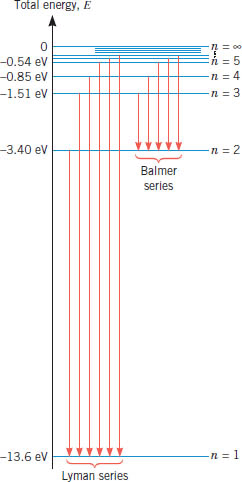 Total energy, E
0
n = ∞
−0.54 eV
n = 5
−0.85 eV
n = 4
−1.51 eV
n = 3
−3.40 eV
n = 2
Balmer
series
−13.6 eV
n = 1
Lyman series